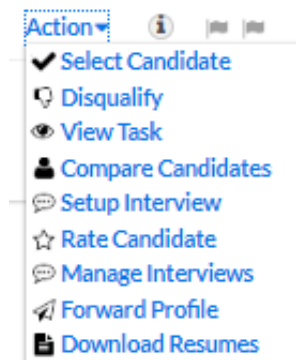 Action
Select Candidate
Disqualify
View Task
Compare Candidates
Setup Interview
Rate Candidate
Manage Interviews
Forward Profile
Download Resumes